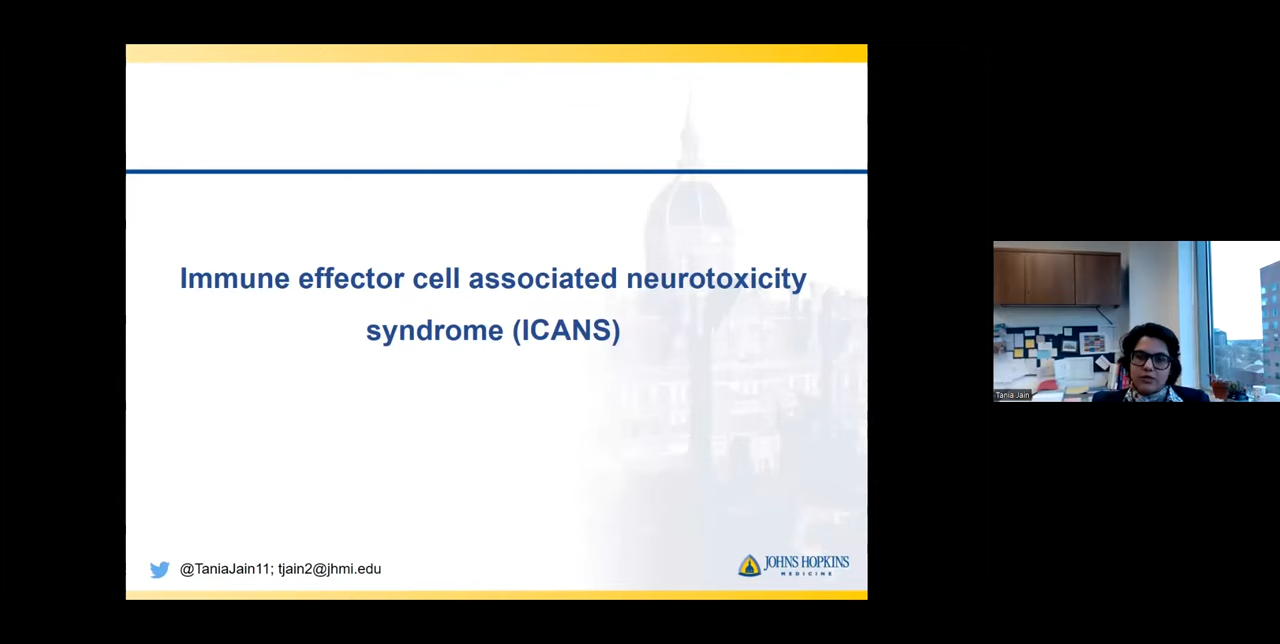 Immune effector cell associated neurotoxicity
syndrome (ICANS)
@TaniaJain11; tjain2@jhmi.edu
JOHNS HOPKINS
MEDICINE
Tania Jain